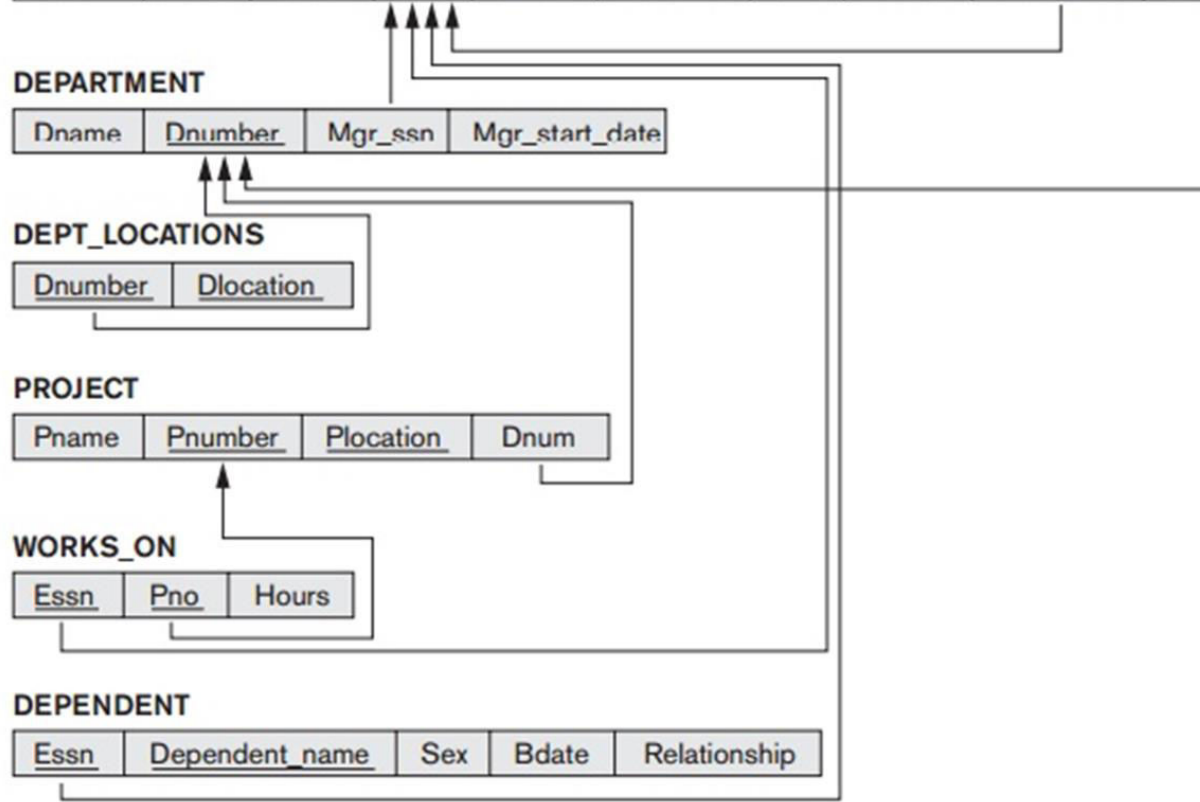 DEPARTMENT
Dname Dnumber Mgr_ssn Mgr_start_date
DEPT_LOCATIONS
Dnumber Dlocation
PROJECT
Pname Pnumber Plocation Dnum
WORKS_ON
Essn Pno Hours
DEPENDENT
Essn Dependent_name Sex Bdate Relationship